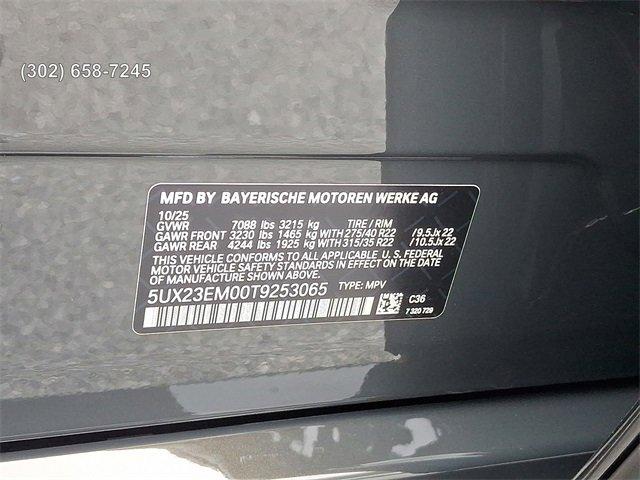 (302) 658-7245
MFD BY BAYERISCHE MOTOREN WERKE AG
10/25
GVWR 7088 lbs 3215 kg TIRE / RIM
GAWR FRONT 3230 lbs 1465 kg WITH 275/40 R22 /9.5Jx22
GAWR REAR 4244 lbs 1925 kg WITH 315/35 R22 /10.5Jx22
THIS VEHICLE CONFORMS TO ALL APPLICABLE U. S. FEDERAL
MOTOR VEHICLE SAFETY STANDARDS IN EFFECT ON THE DATE
OF MANUFACTURE SHOWN ABOVE.
5UX23EM00T9253065 TYPE: MPV
C36
7 320 729